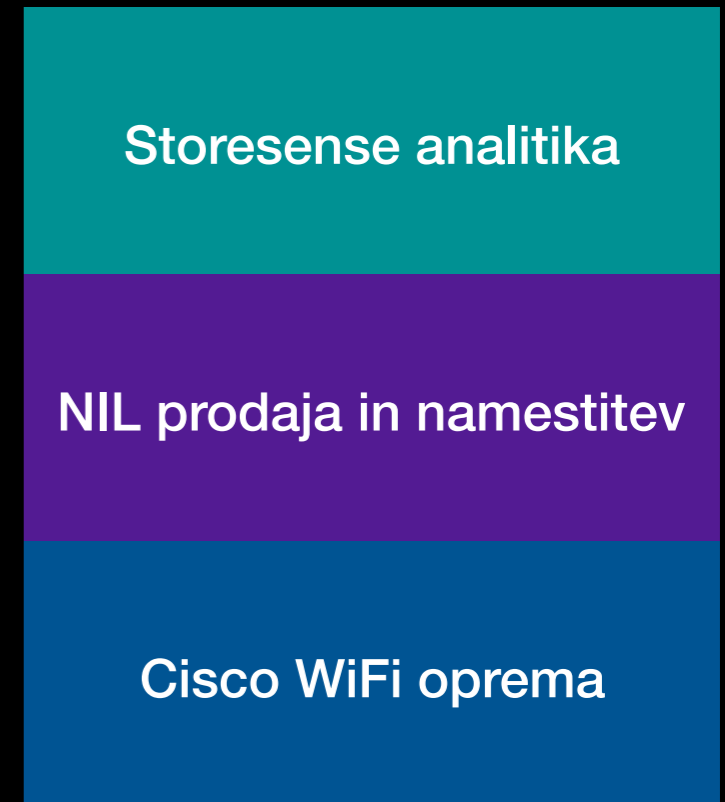 Storesense analitika
NIL prodaja in namestitev
Cisco WiFi oprema